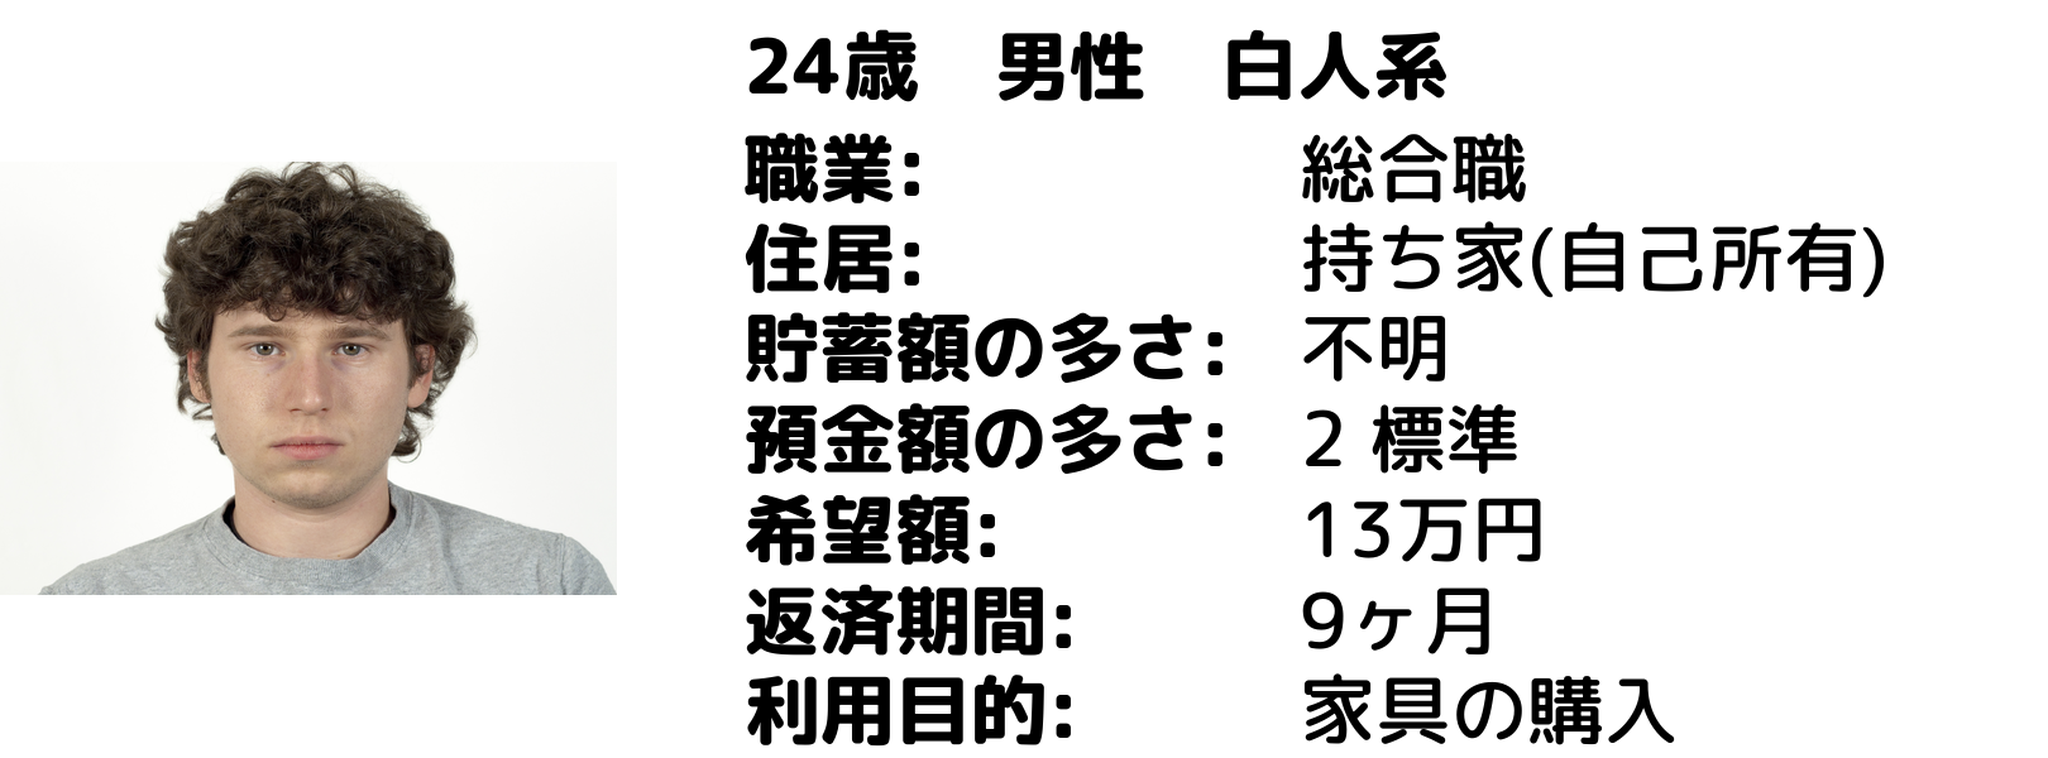 24歳 男性 白人系
職業: 総合職
住居: 持ち家(自己所有)
貯蓄額の多さ: 不明
預金額の多さ: 2 標準
希望額: 13万円
返済期間: 9ヶ月
利用目的: 家具の購入